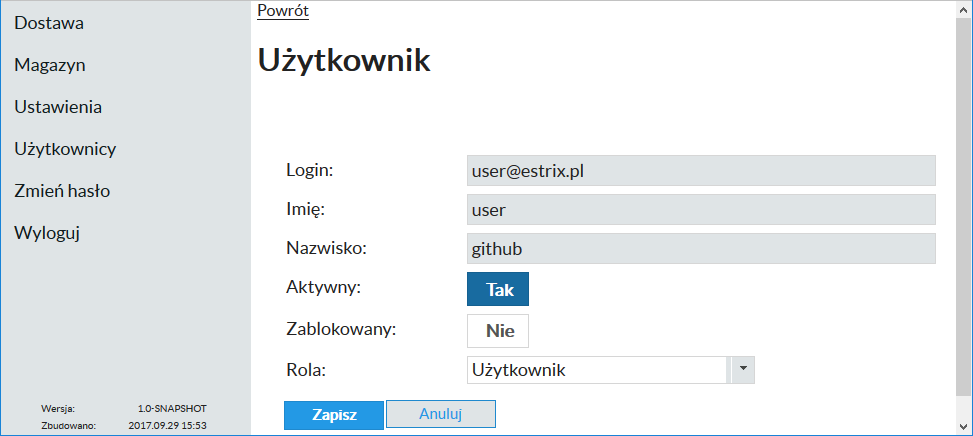 Dostawa
Magazyn
Ustawienia
Użytkownicy
Zmień hasło
Wyloguj
Wersja: 1.0-SNAPSHOT
Zbudowano: 2017.09.29 15:53
Powrót
Użytkownik
Login: user@estrix.pl
Imię: user
Nazwisko: github
Aktywny: Tak
Zablokowany: Nie
Rola: Użytkownik
Zapisz Anuluj